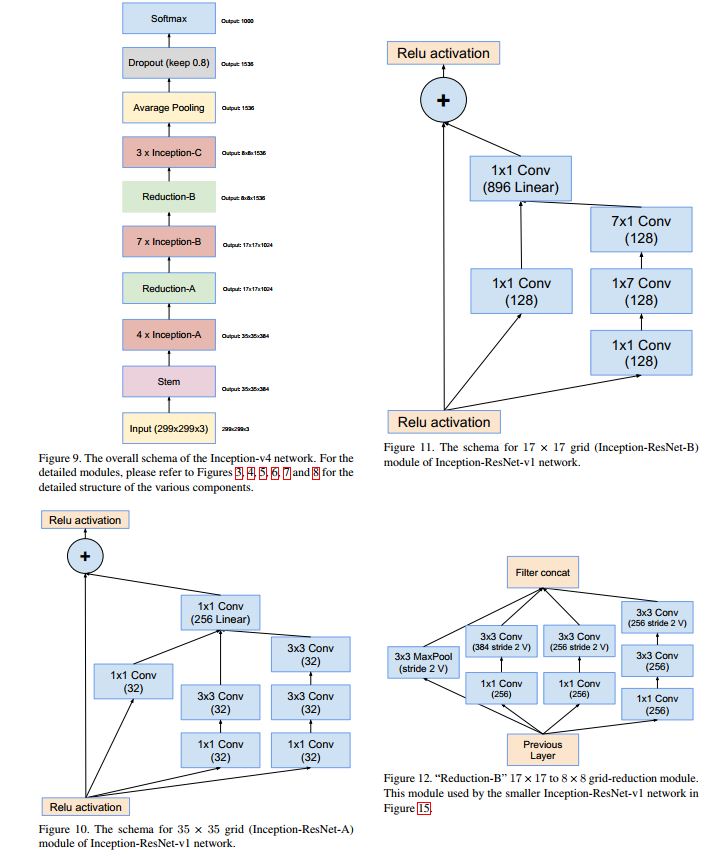 Softmax
Output: 1000
Dropout (keep 0.8)
Output: 1536
Avarage Pooling
Output: 1536
3 x Inception-C
Output: 8x8x1536
Reduction-B
Output: 8x8x1536
7 x Inception-B
Output: 17x17x1024
Reduction-A
Output: 17x17x1024
4 x Inception-A
Output: 35x35x384
Stem
Output: 35x35x384
Input (299x299x3)
299x299x3
Figure 9. The overall schema of the Inception-v4 network. For the
detailed modules, please refer to Figures 3, 4, 5, 6, 7 and 8 for the
detailed structure of the various components.
Relu activation
+
1x1 Conv
(896 Linear)
7x1 Conv
(128)
1x1 Conv
(128)
1x7 Conv
(128)
1x1 Conv
(128)
Relu activation
Figure 11. The schema for 17 × 17 grid (Inception-ResNet-B)
module of Inception-ResNet-v1 network.
Relu activation
+
1x1 Conv
(256 Linear)
3x3 Conv
(32)
1x1 Conv
(32)
3x3 Conv
(32)
3x3 Conv
(32)
1x1 Conv
(32)
1x1 Conv
(32)
Relu activation
Figure 10. The schema for 35 × 35 grid (Inception-ResNet-A)
module of Inception-ResNet-v1 network.
Filter concat
3x3 Conv
(256 stride 2 V)
3x3 Conv
(384 stride 2 V)
3x3 Conv
(256 stride 2 V)
3x3 MaxPool
(stride 2 V)
3x3 Conv
(256)
1x1 Conv
(256)
1x1 Conv
(256)
1x1 Conv
(256)
Previous
Layer
Figure 12. “Reduction-B” 17 × 17 to 8 × 8 grid-reduction module.
This module used by the smaller Inception-ResNet-v1 network in
Figure 15.